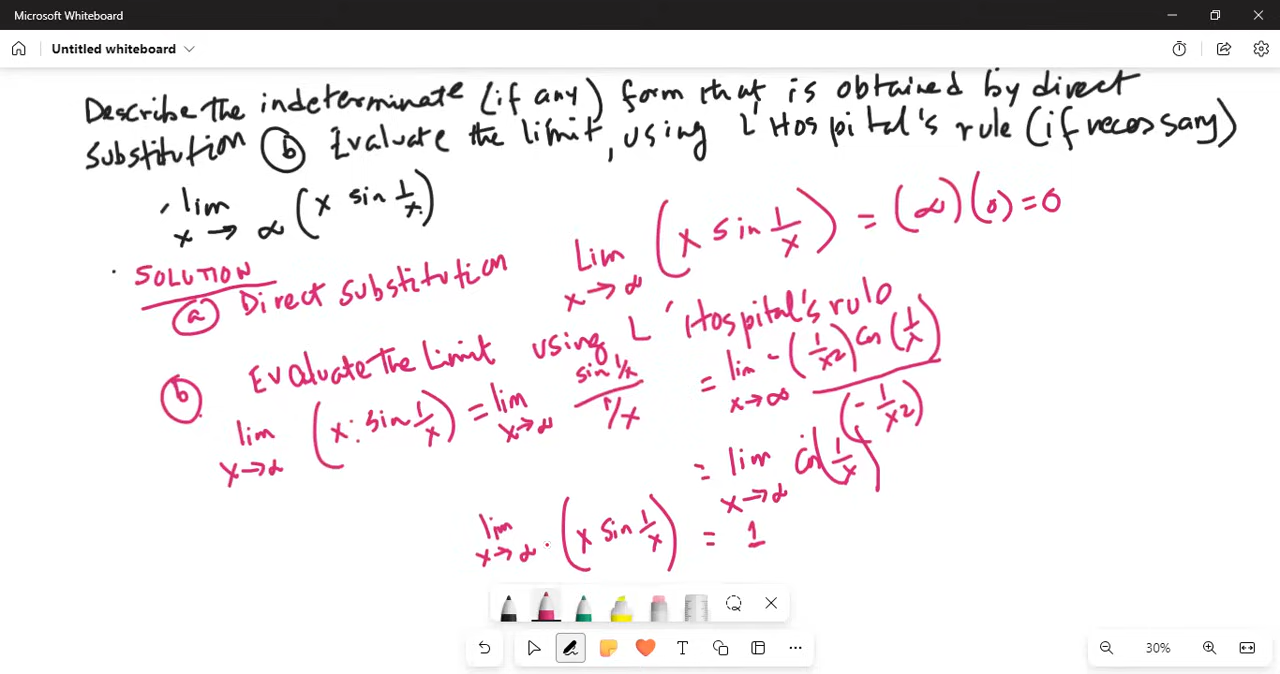 Microsoft Whiteboard
Untitled whiteboard
Describe the indeterminate (if any) form that is obtained by direct
substitution (b) Evaluate the limit, using L'Hospital's rule (if necessary)
lim x→∞ (x sin 1/x)
SOLUTION
(a) Direct substitution lim x→∞ (x sin 1/x) = (∞)(0) = 0
(b) Evaluate the Limit using L'Hospital's rule
lim x→∞ (x·sin 1/x) = lim x→∞ sin 1/x / 1/x = lim x→∞ -(1/x2) cos(1/x) / (-1/x2)
= lim x→∞ cos(1/x)
lim x→∞ (x sin 1/x) = 1
30%